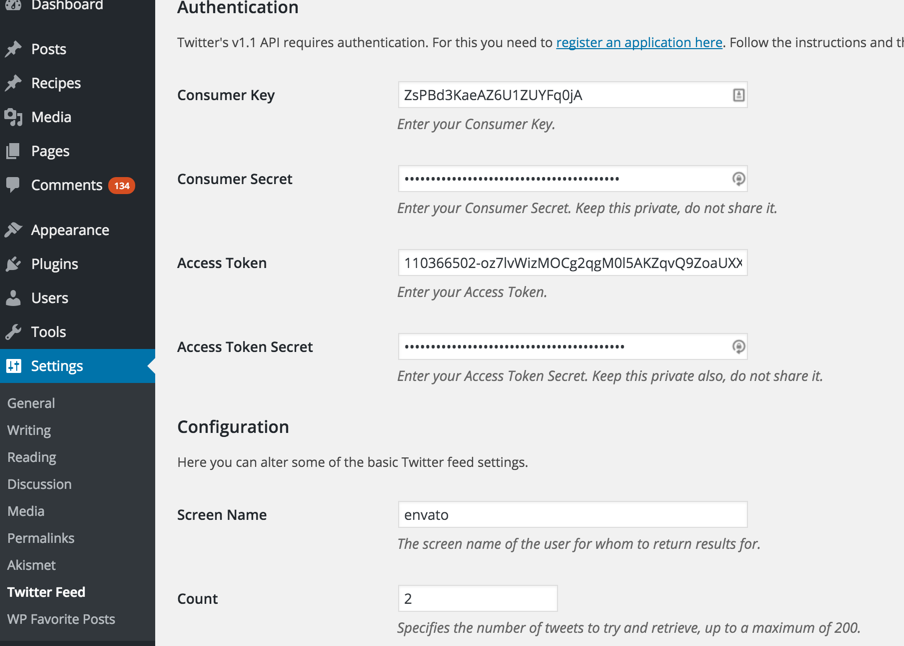 Dashboard
Posts
Recipes
Media
Pages
Comments 134
Appearance
Plugins
Users
Tools
Settings
General
Writing
Reading
Discussion
Media
Permalinks
Akismet
Twitter Feed
WP Favorite Posts
Authentication
Twitter's v1.1 API requires authentication. For this you need to register an application here. Follow the instructions and
Consumer Key
ZsPBd3KaeAZ6U1ZUYFq0jA
Enter your Consumer Key.
Consumer Secret
Enter your Consumer Secret. Keep this private, do not share it.
Access Token
110366502-oz7lvWizMOCg2qgM0l5AKZqvQ9ZoaUXX
Enter your Access Token.
Access Token Secret
Enter your Access Token Secret. Keep this private also, do not share it.
Configuration
Here you can alter some of the basic Twitter feed settings.
Screen Name
envato
The screen name of the user for whom to return results for.
Count
2
Specifies the number of tweets to try and retrieve, up to a maximum of 200.